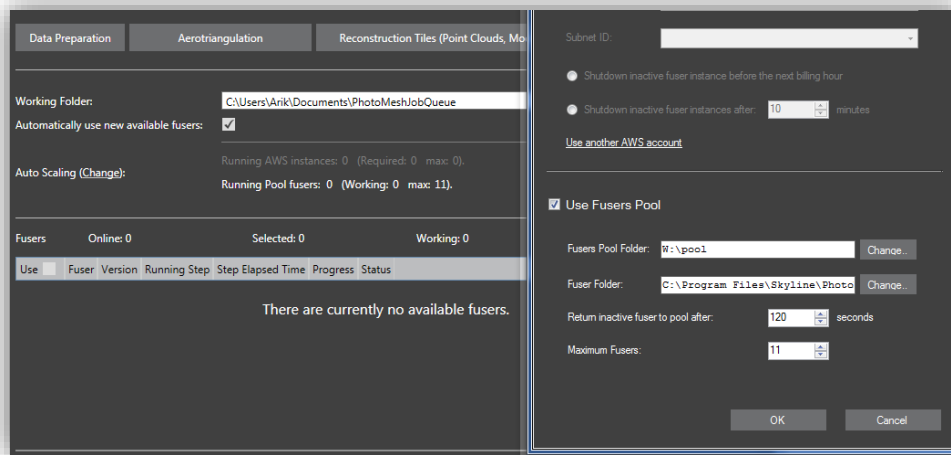 Data Preparation
Aerotriangulation
Reconstruction Tiles (Point Clouds, Mo
Working Folder:
C:\Users\Arik\Documents\PhotoMeshJobQueue
Automatically use new available fusers:
Auto Scaling (Change):
Running AWS instances: 0 (Required: 0 max: 0).
Running Pool fusers: 0 (Working: 0 max: 11).
Fusers Online: 0 Selected: 0 Working: 0
Use Fuser Version Running Step Step Elapsed Time Progress Status
There are currently no available fusers.
Subnet ID:
Shutdown inactive fuser instance before the next billing hour
Shutdown inactive fuser instances after: 10 minutes
Use another AWS account
Use Fusers Pool
Fusers Pool Folder: W:\pool Change..
Fuser Folder: C:\Program Files\Skyline\Photo Change..
Return inactive fuser to pool after: 120 seconds
Maximum Fusers: 11
OK Cancel